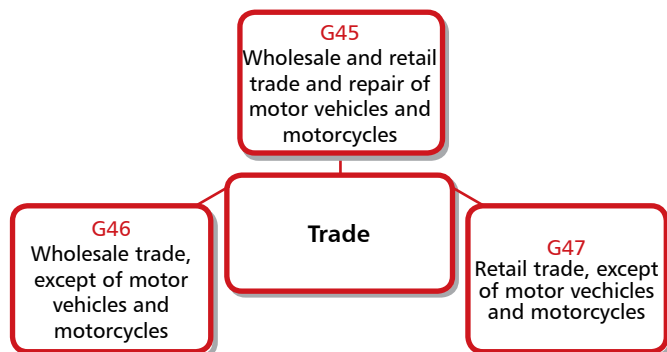 G45
Wholesale and retail
trade and repair of
motor vehicles and
motorcycles
Trade
G46
Wholesale trade,
except of motor
vehicles and
motorcycles
G47
Retail trade, except
of motor vechicles
and motorcycles